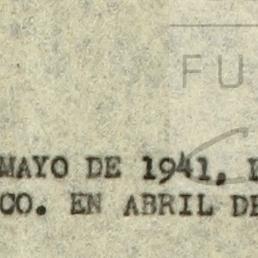 FU
MAYO DE 1941,
CO. EN ABRIL DE